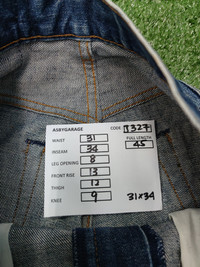 ASBYGARAGE CODE 1327
WAIST 31 FULL LENGTH
INSEAM 34 45
LEG OPENING 8
FRONT RISE 13
THIGH 12
KNEE 9 31x34